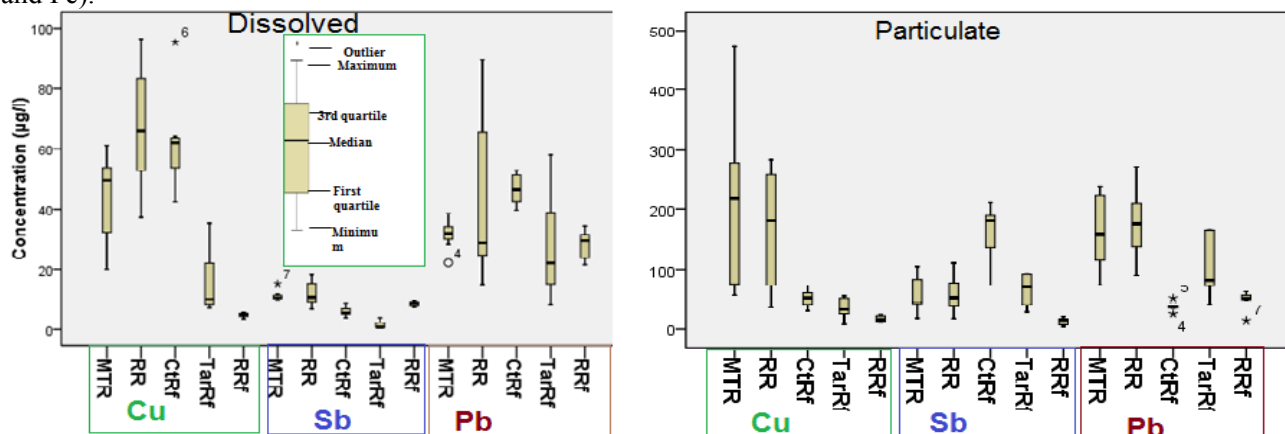 Dissolved
Concentration (µg/l)
100
80
60
40
20
0
6
7
4
Outlier
Maximum
3rd quartile
Median
First
quartile
Minimu
m
MTR
RR
CtRf
TarRf
RRf
MTR
RR
CtRf
TarRf
RRf
MTR
RR
CtRf
TarRf
RRf
Cu
Sb
Pb
Particulate
500
400
300
200
100
0
4
7
MTR
RR
CtRf
TarRf
RRf
MTR
RR
CtRf
TarRf
RRf
MTR
RR
CtRf
TarRf
RRf
Cu
Sb
Pb